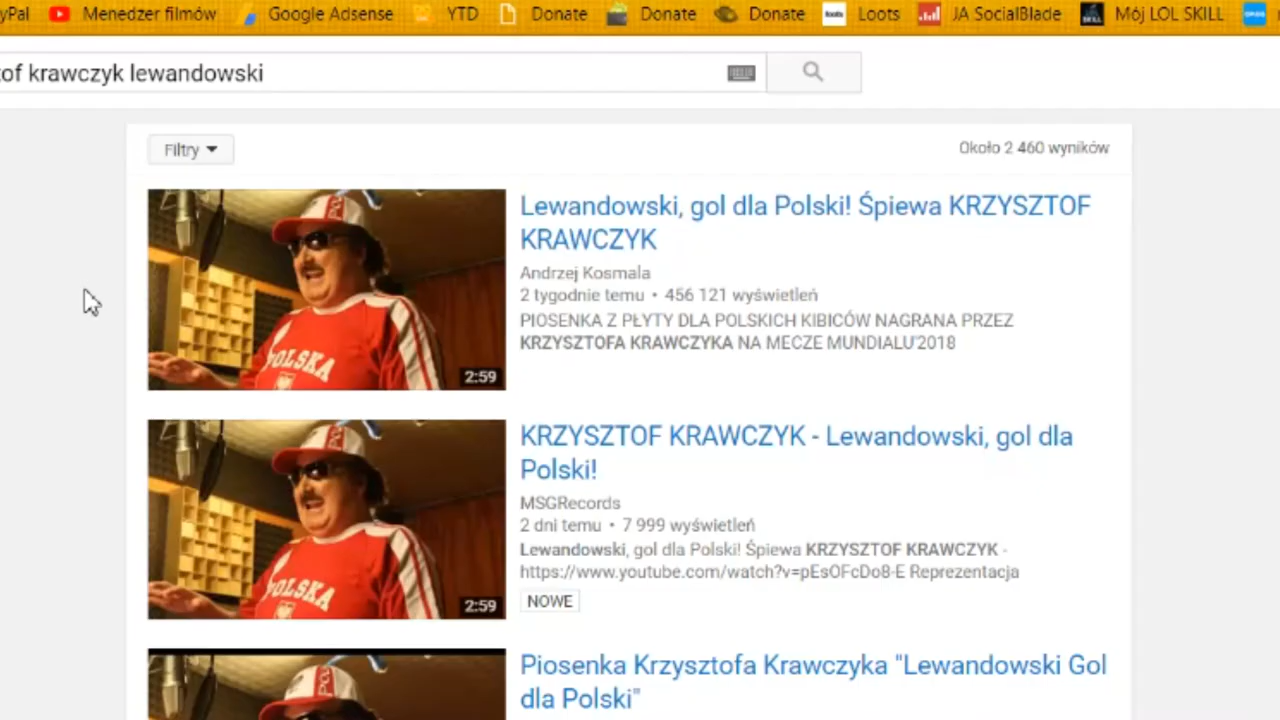 yPal Menedzer filmów Google Adsense YTD Donate Donate Donate loots Loots JA SocialBlade Mój LOL SKILL
tof krawczyk lewandowski
Filtry Około 2 460 wyników
Lewandowski, gol dla Polski! Śpiewa KRZYSZTOF
KRAWCZYK
Andrzej Kosmala
2 tygodnie temu • 456 121 wyświetleń
PIOSENKA Z PŁYTY DLA POLSKICH KIBICÓW NAGRANA PRZEZ
KRZYSZTOFA KRAWCZYKA NA MECZE MUNDIALU'2018
POLSKA
2:59
KRZYSZTOF KRAWCZYK - Lewandowski, gol dla
Polski!
MSGRecords
2 dni temu • 7 999 wyświetleń
Lewandowski, gol dla Polski! Śpiewa KRZYSZTOF KRAWCZYK -
https://www.youtube.com/watch?v=pEsOFcDo8-E Reprezentacja
NOWE
POLSKA
2:59
Piosenka Krzysztofa Krawczyka "Lewandowski Gol
dla Polski"